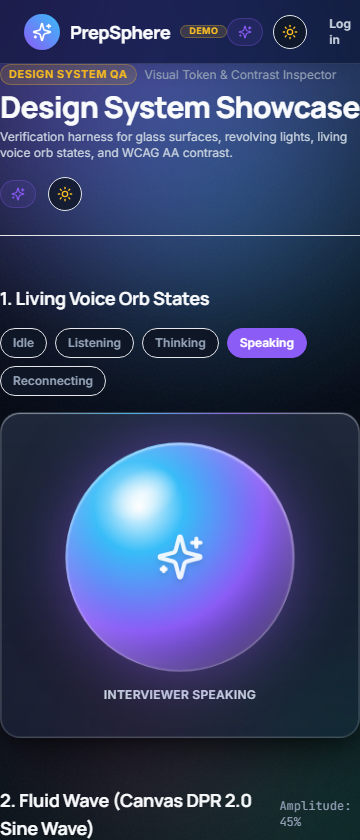 PrepSphere DEMO Log
in
DESIGN SYSTEM QA Visual Token & Contrast Inspector
Design System Showcase
Verification harness for glass surfaces, revolving lights, living
voice orb states, and WCAG AA contrast.
1. Living Voice Orb States
Idle Listening Thinking Speaking
Reconnecting
INTERVIEWER SPEAKING
2. Fluid Wave (Canvas DPR 2.0 Amplitude:
Sine Wave) 45%